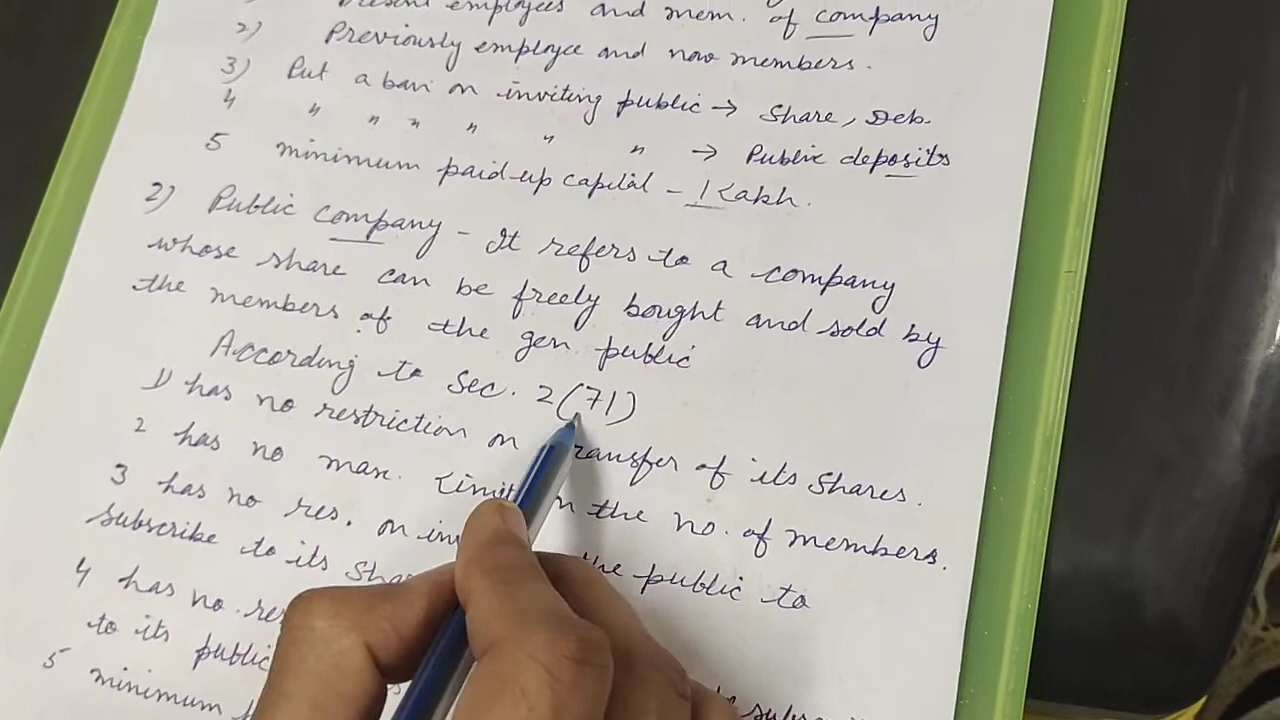 Present employees and mem. of company
2) Previously employee and now members.
3) Put a ban on inviting public → Share, Deb.
4 " " " " " " → Public deposits
5 minimum paid-up capital - 1 Lakh.
2) Public company - It refers to a company
whose share can be freely bought and sold by
the members of the gen public
According to Sec. 2(71)
1) has no restriction on transfer of its Shares.
2 has no max. Limit on the no. of members.
3 has no res. on the public to
subscribe to its
4 has no
to its public
5 minimum